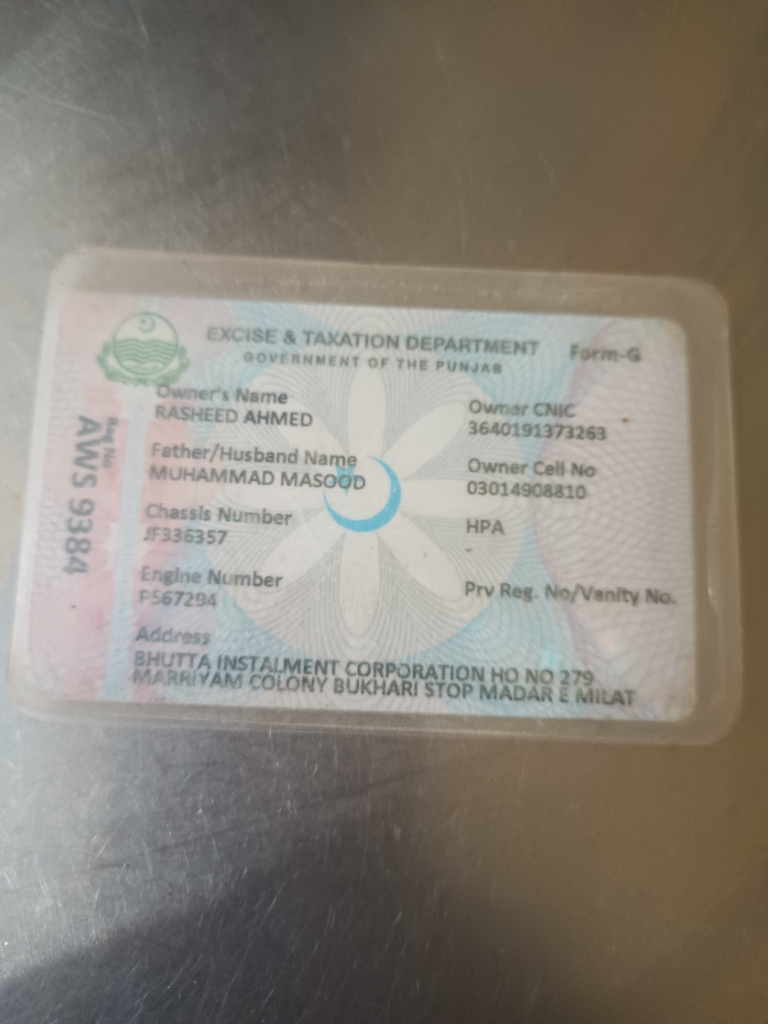 EXCISE & TAXATION DEPARTMENT
GOVERNMENT OF THE PUNJAB
Form-G
Reg No
AWS 9384
Owner's Name
RASHEED AHMED
Father/Husband Name
MUHAMMAD MASOOD
Chassis Number
JF336357
Engine Number
P567294
Owner CNIC
3640191373263
Owner Cell No
03014908810
HPA
Prv Reg. No/Vanity No.
Address
BHUTTA INSTALMENT CORPORATION HO NO 279
MARRIYAM COLONY BUKHARI STOP MADAR E MILAT